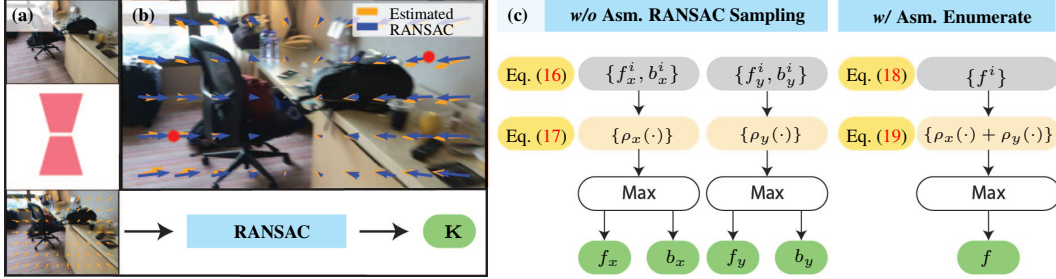 (a)
(b)
Estimated
RANSAC
RANSAC
K
(c)
w/o Asm. RANSAC Sampling
w/ Asm. Enumerate
Eq. (16)
{f_x^i, b_x^i}
{f_y^i, b_y^i}
Eq. (18)
{f^i}
Eq. (17)
{ρ_x(·)}
{ρ_y(·)}
Eq. (19)
{ρ_x(·) + ρ_y(·)}
Max
Max
Max
f_x
b_x
f_y
b_y
f